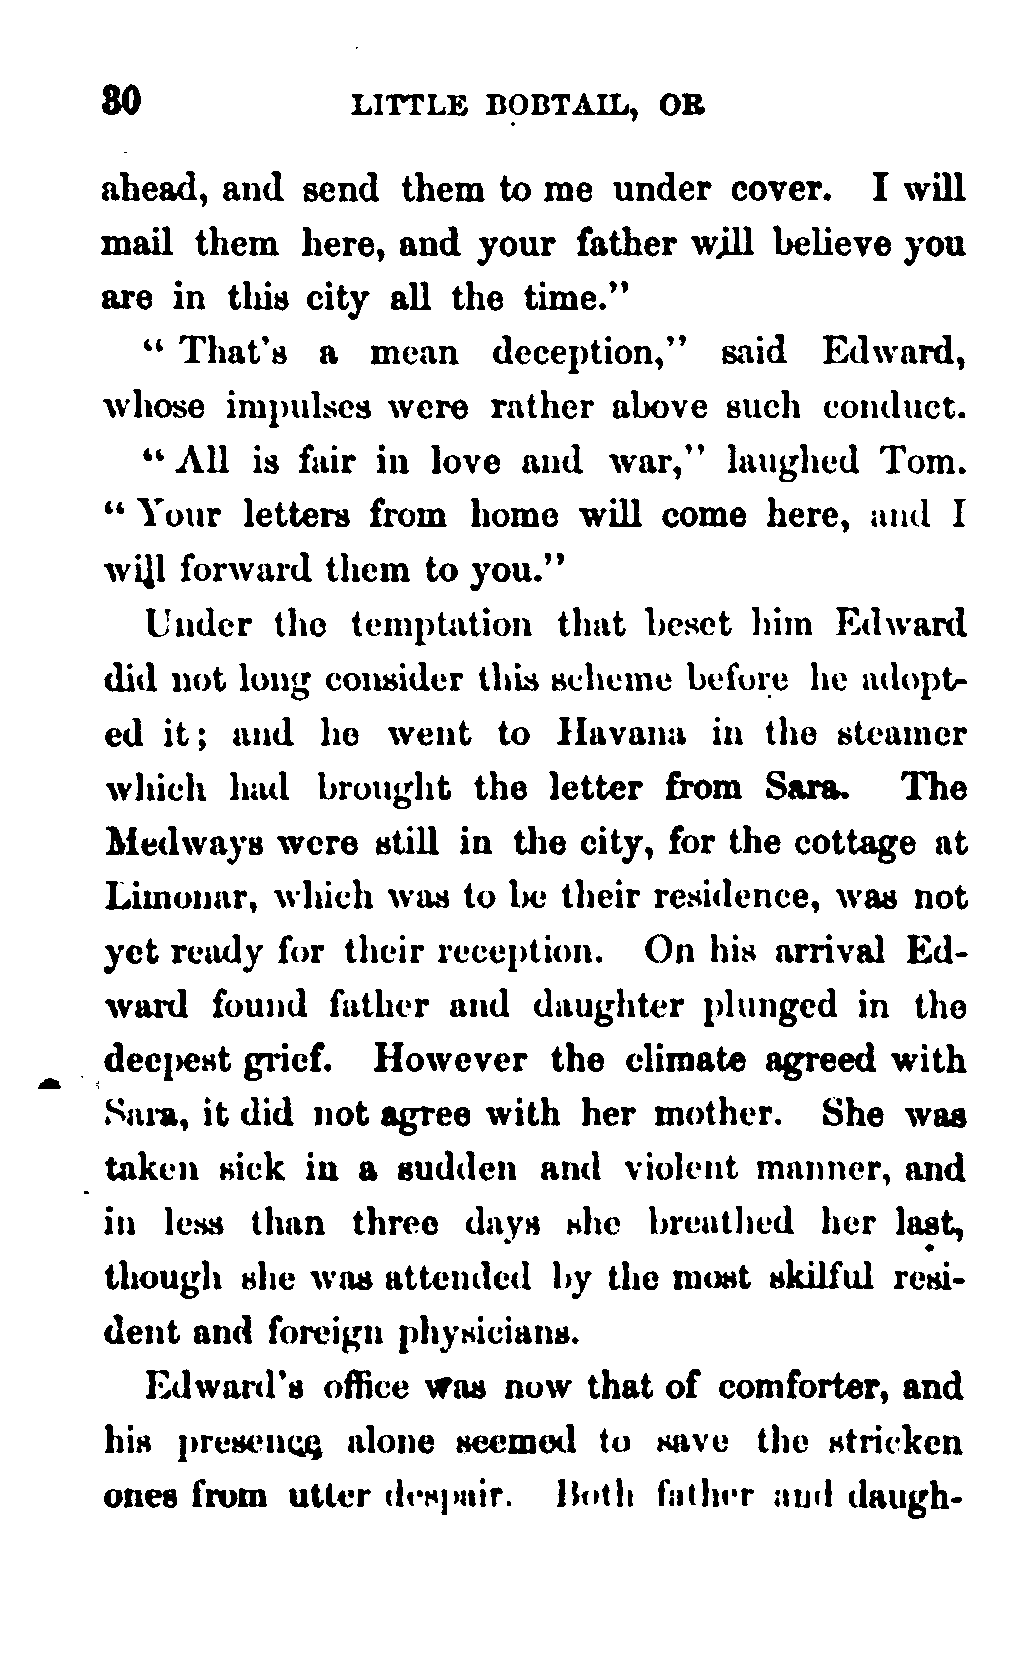 30 LITTLE BOBTAIL, OR
ahead, and send them to me under cover. I will
mail them here, and your father will believe you
are in this city all the time."
"That's a mean deception," said Edward,
whose impulses were rather above such conduct.
"All is fair in love and war," laughed Tom.
"Your letters from home will come here, and I
will forward them to you."
Under the temptation that beset him Edward
did not long consider this scheme before he adopt-
ed it; and he went to Havana in the steamer
which had brought the letter from Sara. The
Medways were still in the city, for the cottage at
Limonar, which was to be their residence, was not
yet ready for their reception. On his arrival Ed-
ward found father and daughter plunged in the
deepest grief. However the climate agreed with
Sara, it did not agree with her mother. She was
taken sick in a sudden and violent manner, and
in less than three days she breathed her last,
though she was attended by the most skilful resi-
dent and foreign physicians.
Edward's office was now that of comforter, and
his presence alone seemed to save the stricken
ones from utter despair. Both father and daugh-